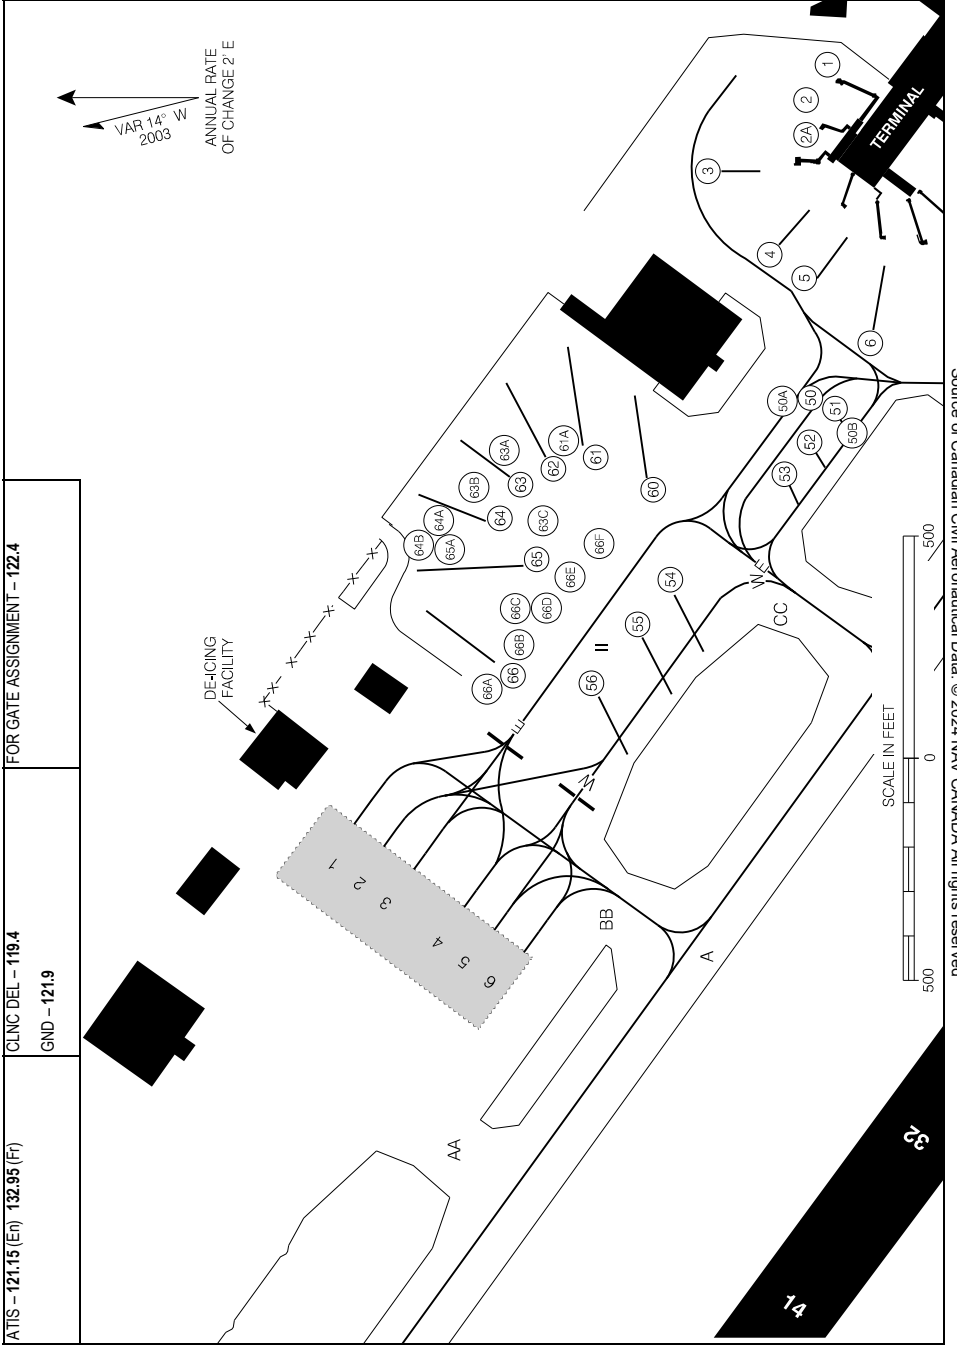 ATIS – 121.15 (En) 132.95 (Fr)
CLNC DEL – 119.4
GND – 121.9
FOR GATE ASSIGNMENT – 122.4
VAR 14° W
2003
ANNUAL RATE
OF CHANGE 2' E
TERMINAL
1
2
2A
3
4
5
6
50A
50
51
50B
52
53
61A
61
62
63A
63
63B
64
64A
64B
65A
63C
60
65
66F
66E
66D
66C
66B
66
66A
54
55
56
II
W
E
CC
E
W
DE-ICING
FACILITY
1
2
3
4
5
6
BB
A
AA
SCALE IN FEET
500
0
500
14
32
Source of Canadian Civil Aeronautical Data: © 2024 NAV CANADA All rights reserved